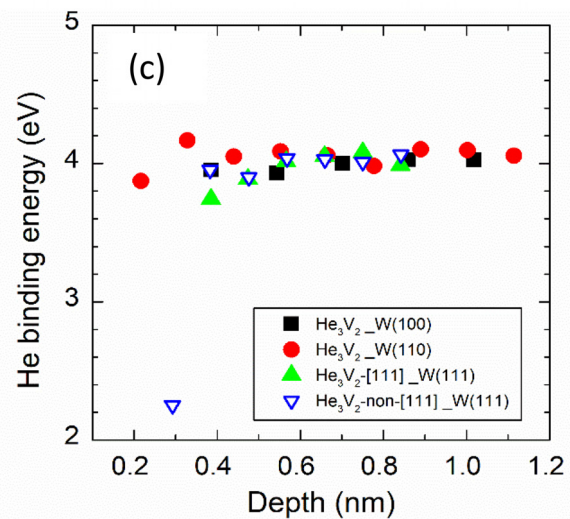 (c)
He binding energy (eV)
5
4
3
2
He₃V₂ _W(100)
He₃V₂ _W(110)
He₃V₂-[111] _W(111)
He₃V₂-non-[111] _W(111)
0.2 0.4 0.6 0.8 1.0 1.2
Depth (nm)